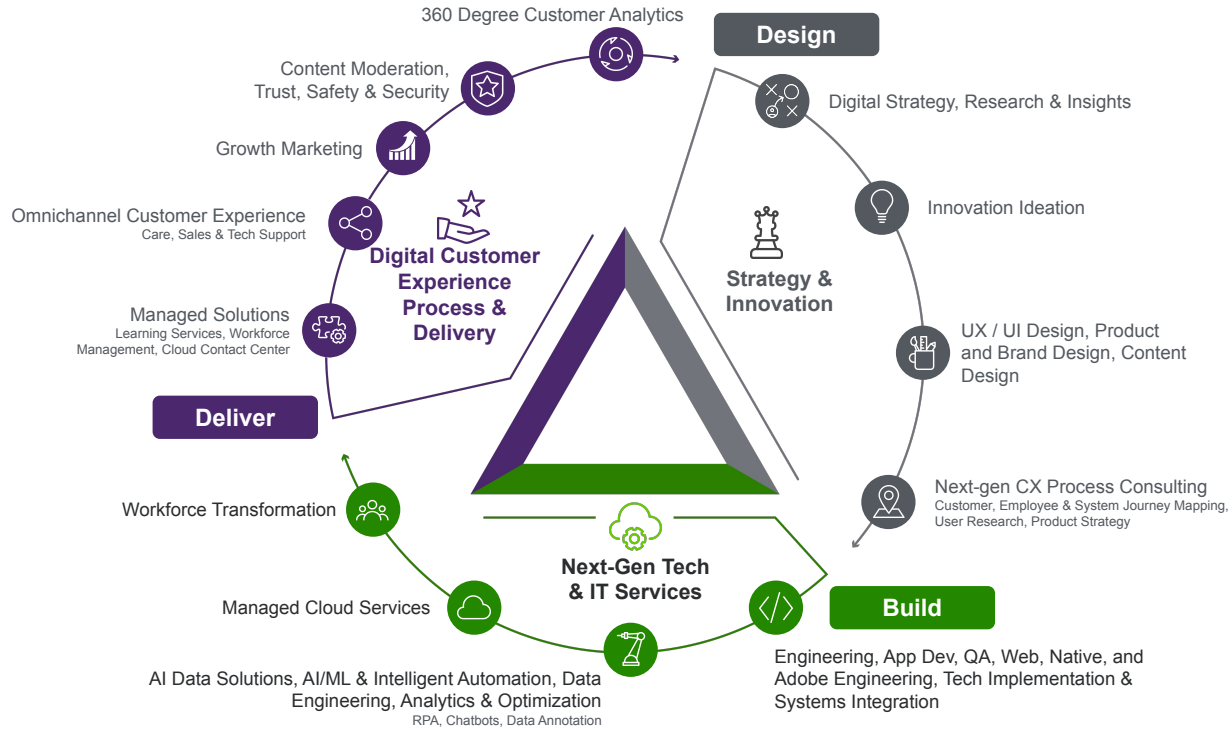 360 Degree Customer Analytics
Design
Content Moderation,
Trust, Safety & Security
Digital Strategy, Research & Insights
Growth Marketing
Innovation Ideation
Omnichannel Customer Experience
Care, Sales & Tech Support
Digital Customer
Experience
Process &
Delivery
Strategy &
Innovation
Managed Solutions
Learning Services, Workforce
Management, Cloud Contact Center
UX / UI Design, Product
and Brand Design, Content
Design
Deliver
Next-gen CX Process Consulting
Customer, Employee & System Journey Mapping,
User Research, Product Strategy
Workforce Transformation
Next-Gen Tech
& IT Services
Managed Cloud Services
Build
Engineering, App Dev, QA, Web, Native, and
Adobe Engineering, Tech Implementation &
Systems Integration
AI Data Solutions, AI/ML & Intelligent Automation, Data
Engineering, Analytics & Optimization
RPA, Chatbots, Data Annotation